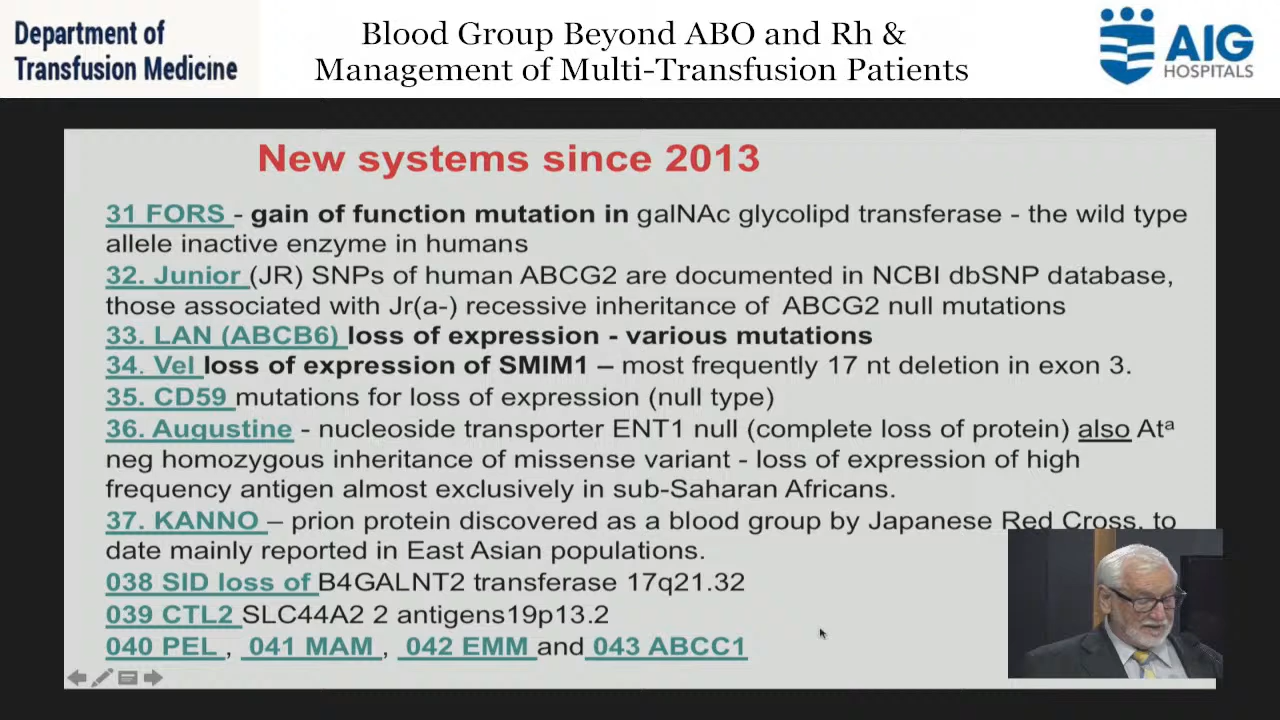 Department of
Transfusion Medicine
Blood Group Beyond ABO and Rh &
Management of Multi-Transfusion Patients
AIG
HOSPITALS
New systems since 2013
31 FORS - gain of function mutation in galNAc glycolipd transferase - the wild type
allele inactive enzyme in humans
32. Junior (JR) SNPs of human ABCG2 are documented in NCBI dbSNP database,
those associated with Jr(a-) recessive inheritance of ABCG2 null mutations
33. LAN (ABCB6) loss of expression - various mutations
34. Vel loss of expression of SMIM1 – most frequently 17 nt deletion in exon 3.
35. CD59 mutations for loss of expression (null type)
36. Augustine - nucleoside transporter ENT1 null (complete loss of protein) also Atᵃ
neg homozygous inheritance of missense variant - loss of expression of high
frequency antigen almost exclusively in sub-Saharan Africans.
37. KANNO – prion protein discovered as a blood group by Japanese Red Cross, to
date mainly reported in East Asian populations.
038 SID loss of B4GALNT2 transferase 17q21.32
039 CTL2 SLC44A2 2 antigens19p13.2
040 PEL , 041 MAM , 042 EMM and 043 ABCC1